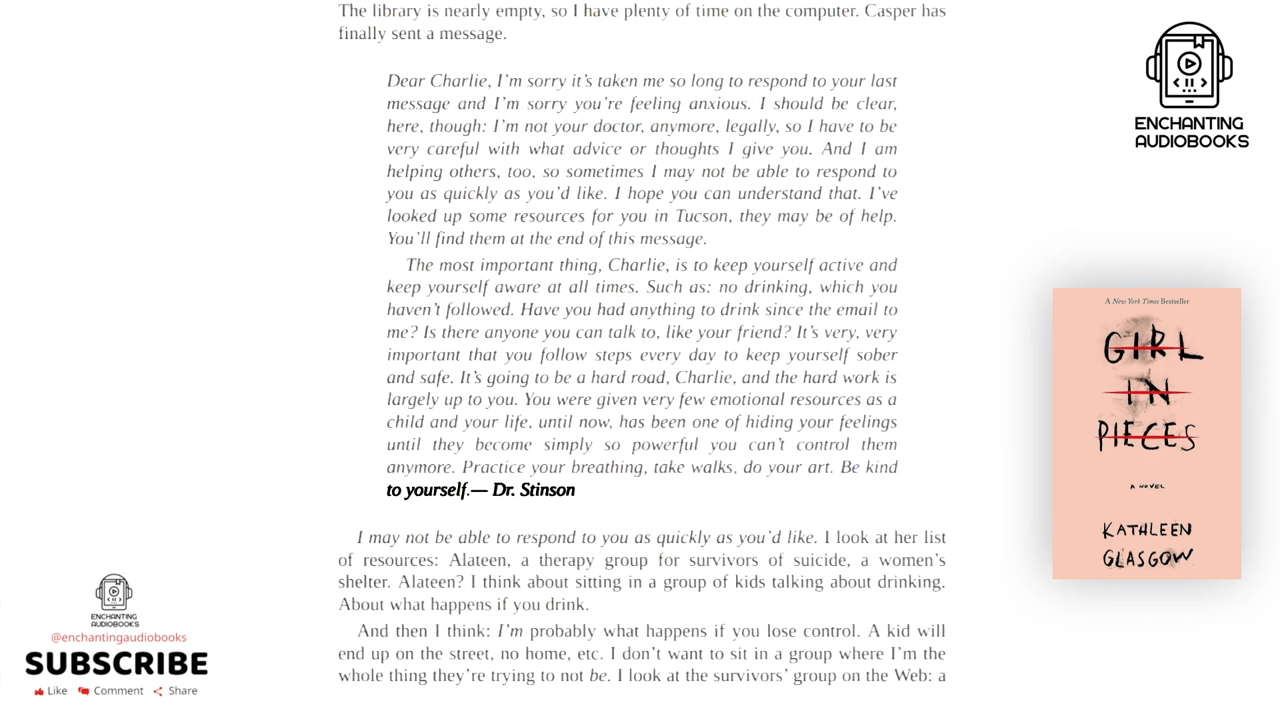 The library is nearly empty, so I have plenty of time on the computer. Casper has
finally sent a message.
Dear Charlie, I'm sorry it's taken me so long to respond to your last
message and I'm sorry you're feeling anxious. I should be clear,
here, though: I'm not your doctor, anymore, legally, so I have to be
very careful with what advice or thoughts I give you. And I am
helping others, too, so sometimes I may not be able to respond to
you as quickly as you'd like. I hope you can understand that. I've
looked up some resources for you in Tucson, they may be of help.
You'll find them at the end of this message.
The most important thing, Charlie, is to keep yourself active and
keep yourself aware at all times. Such as: no drinking, which you
haven't followed. Have you had anything to drink since the email to
me? Is there anyone you can talk to, like your friend? It's very, very
important that you follow steps every day to keep yourself sober
and safe. It's going to be a hard road, Charlie, and the hard work is
largely up to you. You were given very few emotional resources as a
child and your life, until now, has been one of hiding your feelings
until they become simply so powerful you can't control them
anymore. Practice your breathing, take walks, do your art. Be kind
to yourself.— Dr. Stinson
I may not be able to respond to you as quickly as you'd like. I look at her list
of resources: Alateen, a therapy group for survivors of suicide, a women's
shelter. Alateen? I think about sitting in a group of kids talking about drinking.
About what happens if you drink.
And then I think: I'm probably what happens if you lose control. A kid will
end up on the street, no home, etc. I don't want to sit in a group where I'm the
whole thing they're trying to not be. I look at the survivors' group on the Web: a
ENCHANTING
AUDIOBOOKS
A New York Times Bestseller
GIRL
IN
PIECES
A NOVEL
KATHLEEN
GLASGOW
ENCHANTING
AUDIOBOOKS
@enchantingaudiobooks
SUBSCRIBE
Like Comment Share